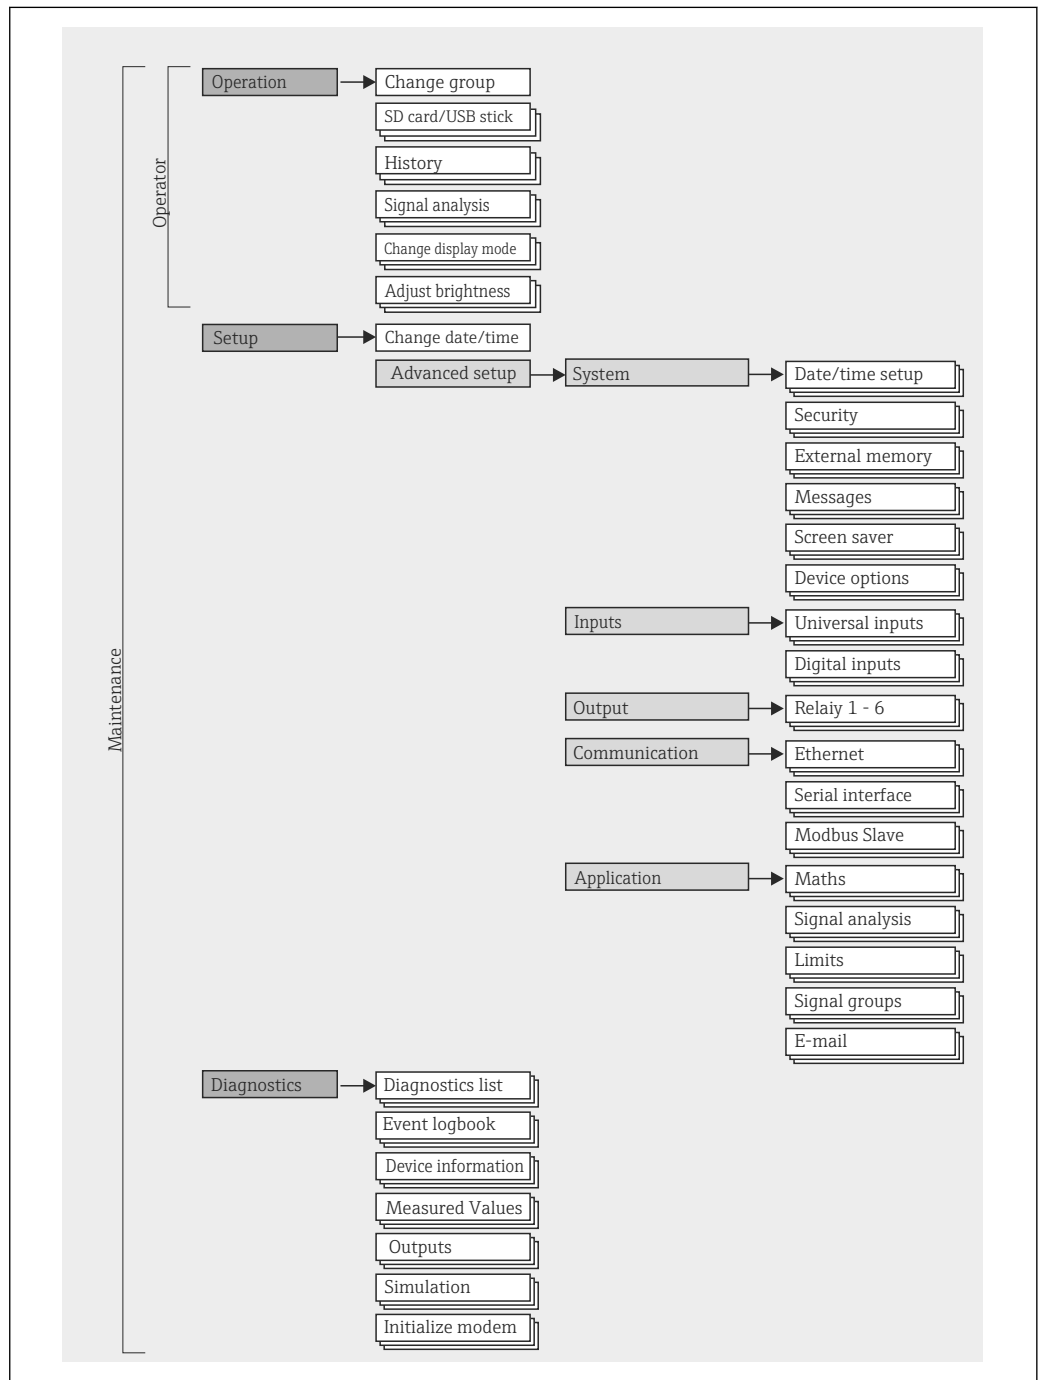 Operation
Change group
SD card/USB stick
History
Signal analysis
Change display mode
Adjust brightness
Operator
Setup
Change date/time
Advanced setup
System
Date/time setup
Security
External memory
Messages
Screen saver
Device options
Inputs
Universal inputs
Digital inputs
Output
Relaiy 1 - 6
Communication
Ethernet
Serial interface
Modbus Slave
Application
Maths
Signal analysis
Limits
Signal groups
E-mail
Maintenance
Diagnostics
Diagnostics list
Event logbook
Device information
Measured Values
Outputs
Simulation
Initialize modem